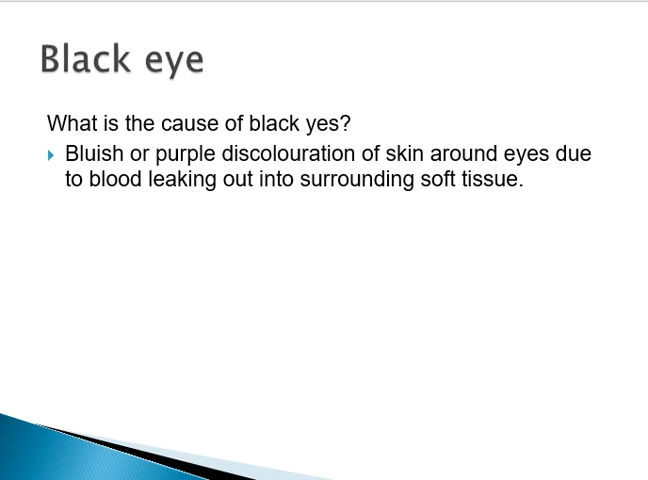 Black eye
What is the cause of black yes?
Bluish or purple discolouration of skin around eyes due
to blood leaking out into surrounding soft tissue.